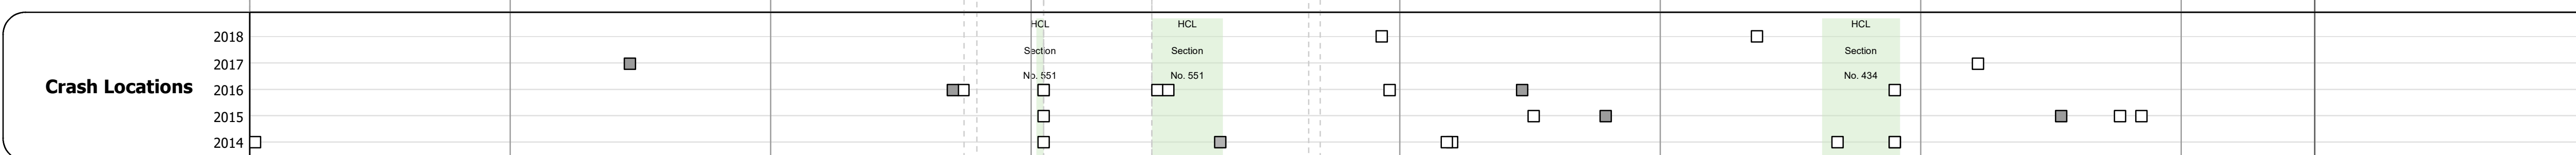 Crash Locations
2018
2017
2016
2015
2014
HCL
Section
No. 551
HCL
Section
No. 551
HCL
Section
No. 434